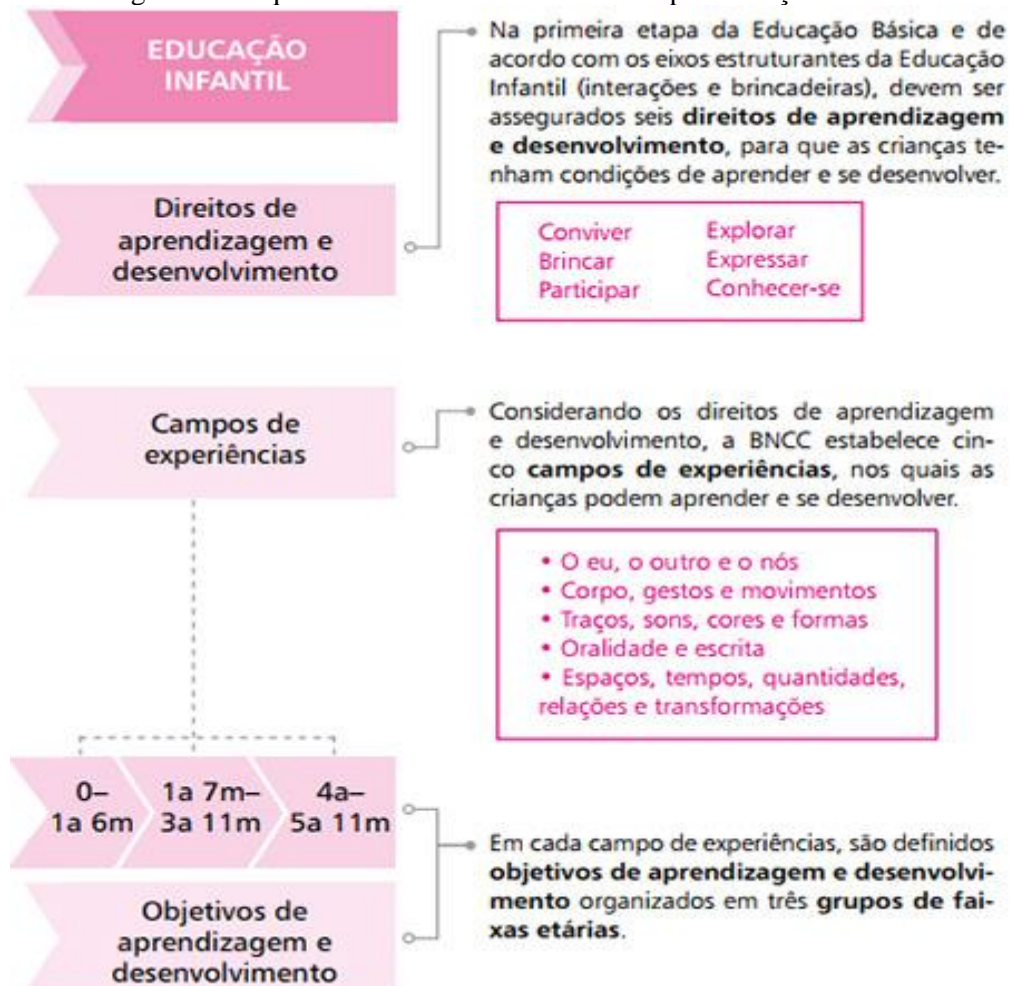 EDUCAÇÃO
INFANTIL
Na primeira etapa da Educação Básica e de
acordo com os eixos estruturantes da Educação
Infantil (interações e brincadeiras), devem ser
assegurados seis direitos de aprendizagem
e desenvolvimento, para que as crianças te-
nham condições de aprender e se desenvolver.
Direitos de
aprendizagem e
desenvolvimento
Conviver
Brincar
Participar
Explorar
Expressar
Conhecer-se
Campos de
experiências
Considerando os direitos de aprendizagem
e desenvolvimento, a BNCC estabelece cin-
co campos de experiências, nos quais as
crianças podem aprender e se desenvolver.
• O eu, o outro e o nós
• Corpo, gestos e movimentos
• Traços, sons, cores e formas
• Oralidade e escrita
• Espaços, tempos, quantidades,
relações e transformações
0–
1a 6m
1a 7m–
3a 11m
4a–
5a 11m
Em cada campo de experiências, são definidos
objetivos de aprendizagem e desenvolvi-
mento organizados em três grupos de fai-
xas etárias.
Objetivos de
aprendizagem e
desenvolvimento